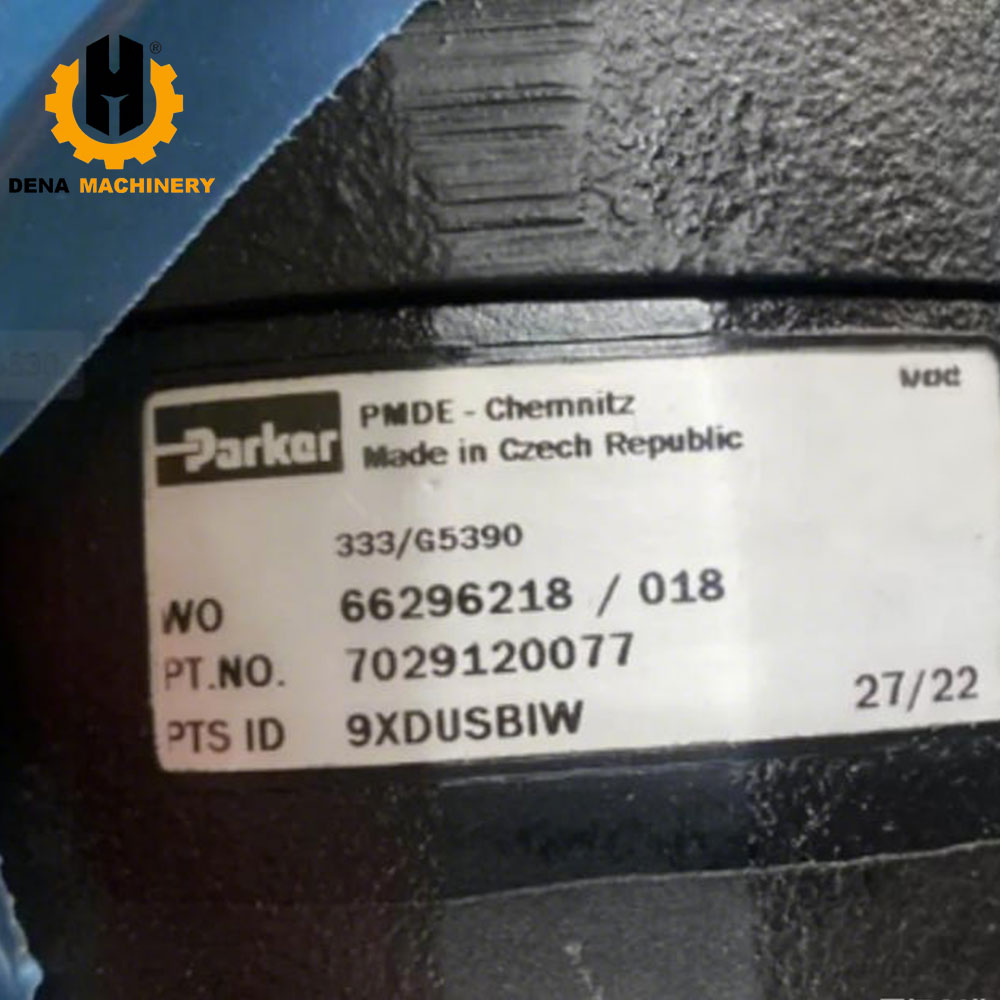 ®
DENA MACHINERY
Parker
PMDE - Chemnitz
Made in Czech Republic
333/G5390
WO 66296218 / 018
PT.NO. 7029120077
PTS ID 9XDUSBIW
27/22